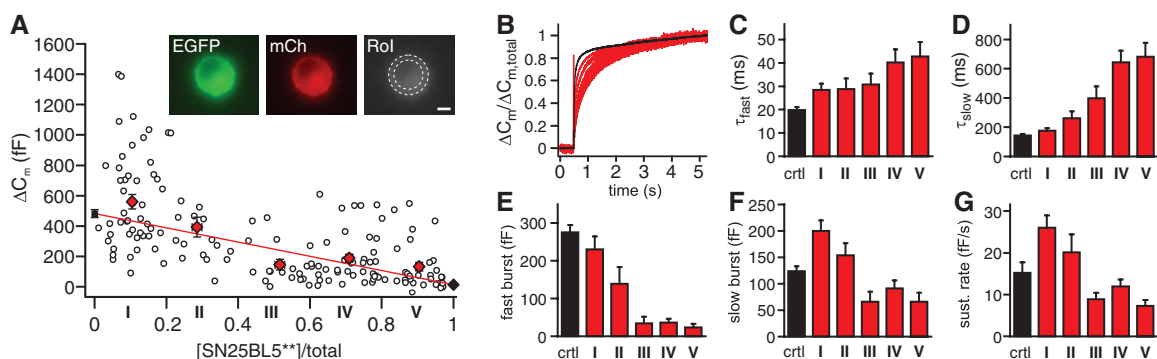 A
1600
1400
1200
1000
800
600
400
200
0
ΔCm (fF)
EGFP
mCh
RoI
0 0.2 0.4 0.6 0.8 1
I II III IV V
[SN25BL5**]/total
B
ΔCm/ΔCm,total
1
0.8
0.6
0.4
0.2
0
0 1 2 3 4 5
time (s)
C
τfast (ms)
50
40
30
20
10
crtl I II III IV V
D
τslow (ms)
800
600
400
200
0
crtl I II III IV V
E
fast burst (fF)
300
200
100
0
crtl I II III IV V
F
slow burst (fF)
250
200
150
100
50
0
crtl I II III IV V
G
sust. rate (fF/s)
30
20
10
0
crtl I II III IV V